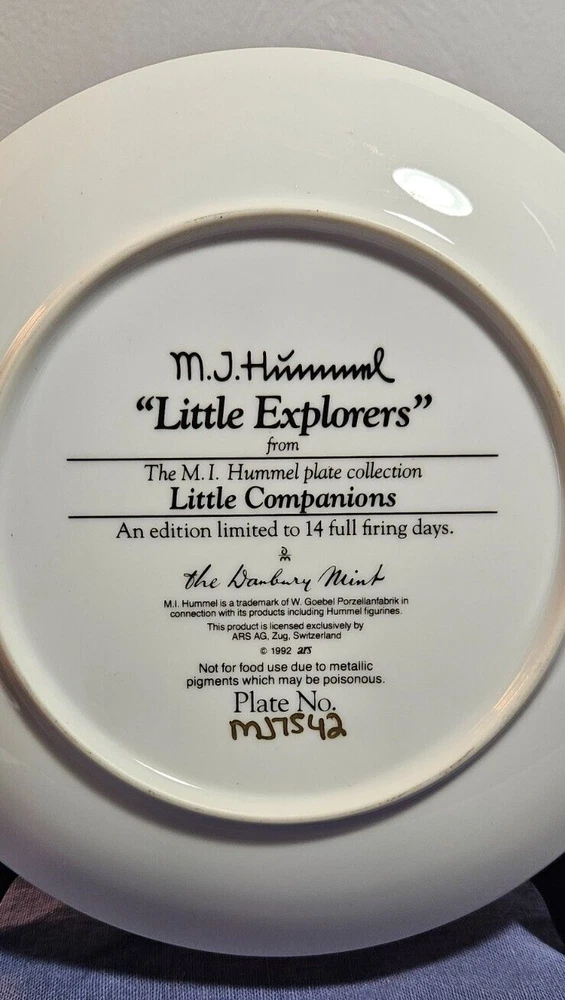 M.J.Hummel
“Little Explorers”
from
The M.I. Hummel plate collection
Little Companions
An edition limited to 14 full firing days.
the Danbury Mint
M.I. Hummel is a trademark of W. Goebel Porzellanfabrik in
connection with its products including Hummel figurines.
This product is licensed exclusively by
ARS AG, Zug, Switzerland
© 1992 ars
Not for food use due to metallic
pigments which may be poisonous.
Plate No.
MJ7542